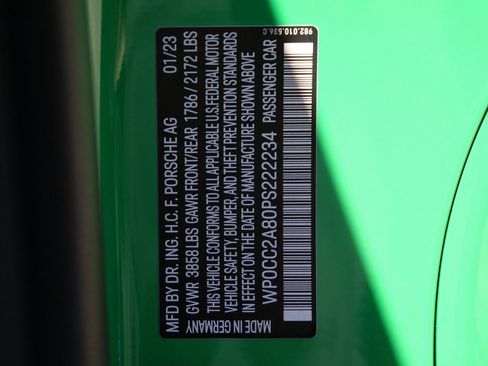 MFD BY DR. ING. H.C. F. PORSCHE AG 01/23
GVWR 3858 LBS GAWR FRONT/REAR 1786 / 2172 LBS
THIS VEHICLE CONFORMS TO ALL APPLICABLE U.S. FEDERAL MOTOR
VEHICLE SAFETY, BUMPER, AND THEFT PREVENTION STANDARDS
IN EFFECT ON THE DATE OF MANUFACTURE SHOWN ABOVE
WP0CC2A80PS222234 PASSENGER CAR
MADE IN GERMANY
982.010.536.C